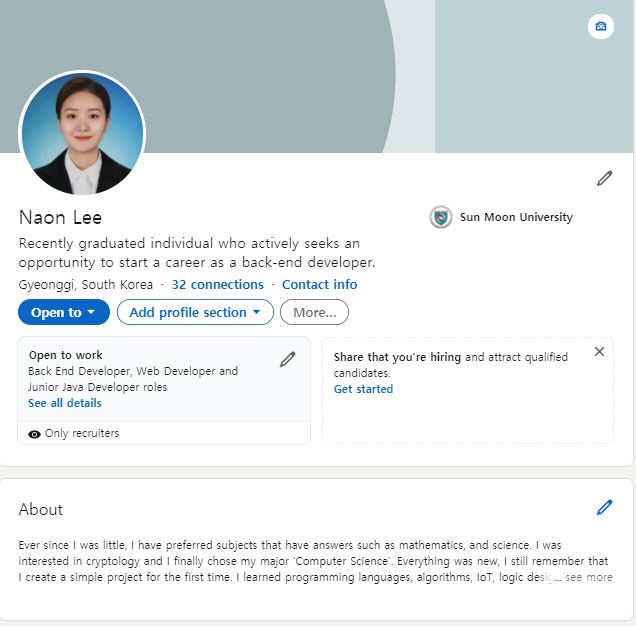 Naon Lee
Sun Moon University
Recently graduated individual who actively seeks an
opportunity to start a career as a back-end developer.
Gyeonggi, South Korea · 32 connections · Contact info
Open to
Add profile section
More...
Open to work
Back End Developer, Web Developer and
Junior Java Developer roles
See all details
Only recruiters
Share that you're hiring and attract qualified
candidates.
Get started
About
Ever since I was little, I have preferred subjects that have answers such as mathematics, and science. I was
interested in cryptology and I finally chose my major 'Computer Science'. Everything was new, I still remember that
I create a simple project for the first time. I learned programming languages, algorithms, IoT, logic desig... see more